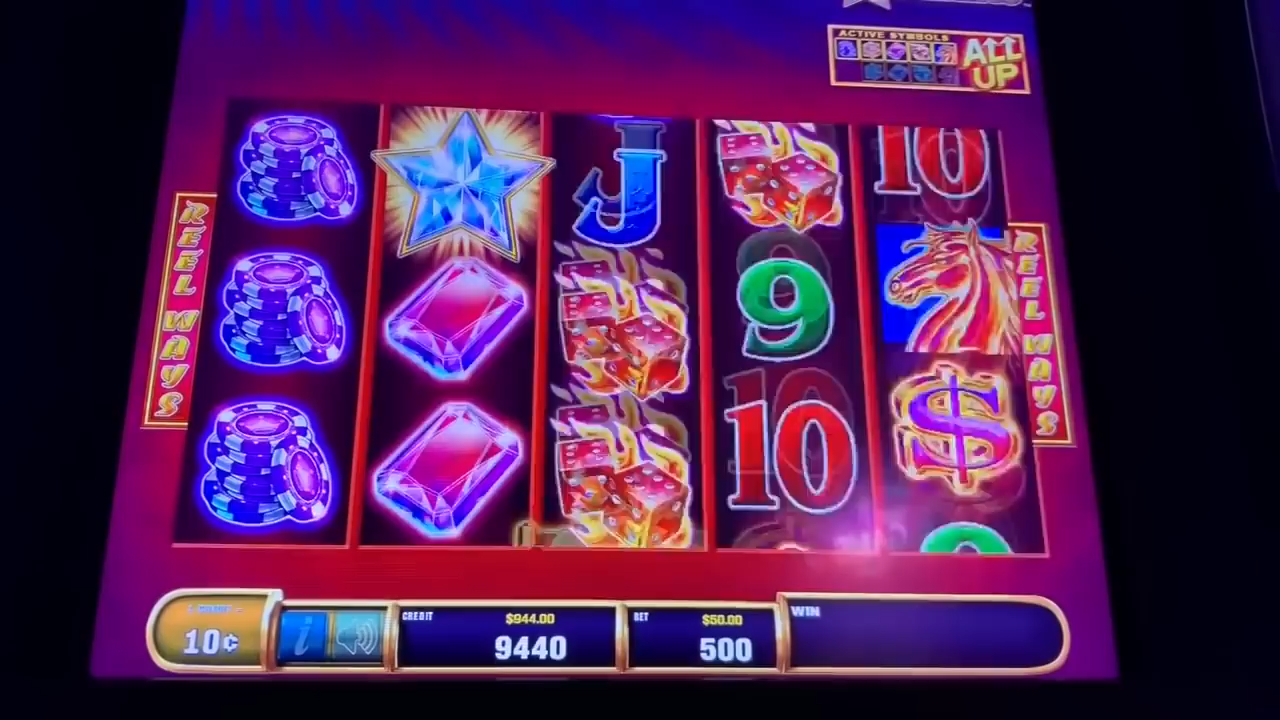 ACTIVE SYMBOLS
ALL
UP
REEL WAYS
J
10
9
10
$
REEL WAYS
10¢
i
CREDIT
$944.00
9440
BET
$50.00
500
WIN